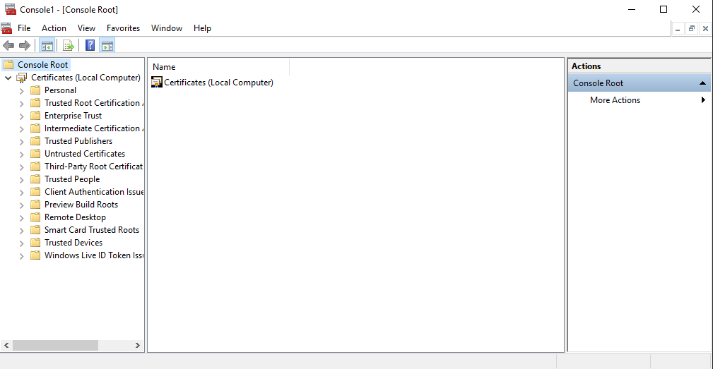 Console1 - [Console Root]
File Action View Favorites Window Help
Console Root
Certificates (Local Computer)
Personal
Trusted Root Certification
Enterprise Trust
Intermediate Certification
Trusted Publishers
Untrusted Certificates
Third-Party Root Certificat
Trusted People
Client Authentication Issue
Preview Build Roots
Remote Desktop
Smart Card Trusted Roots
Trusted Devices
Windows Live ID Token Issu
Name
Certificates (Local Computer)
Actions
Console Root
More Actions